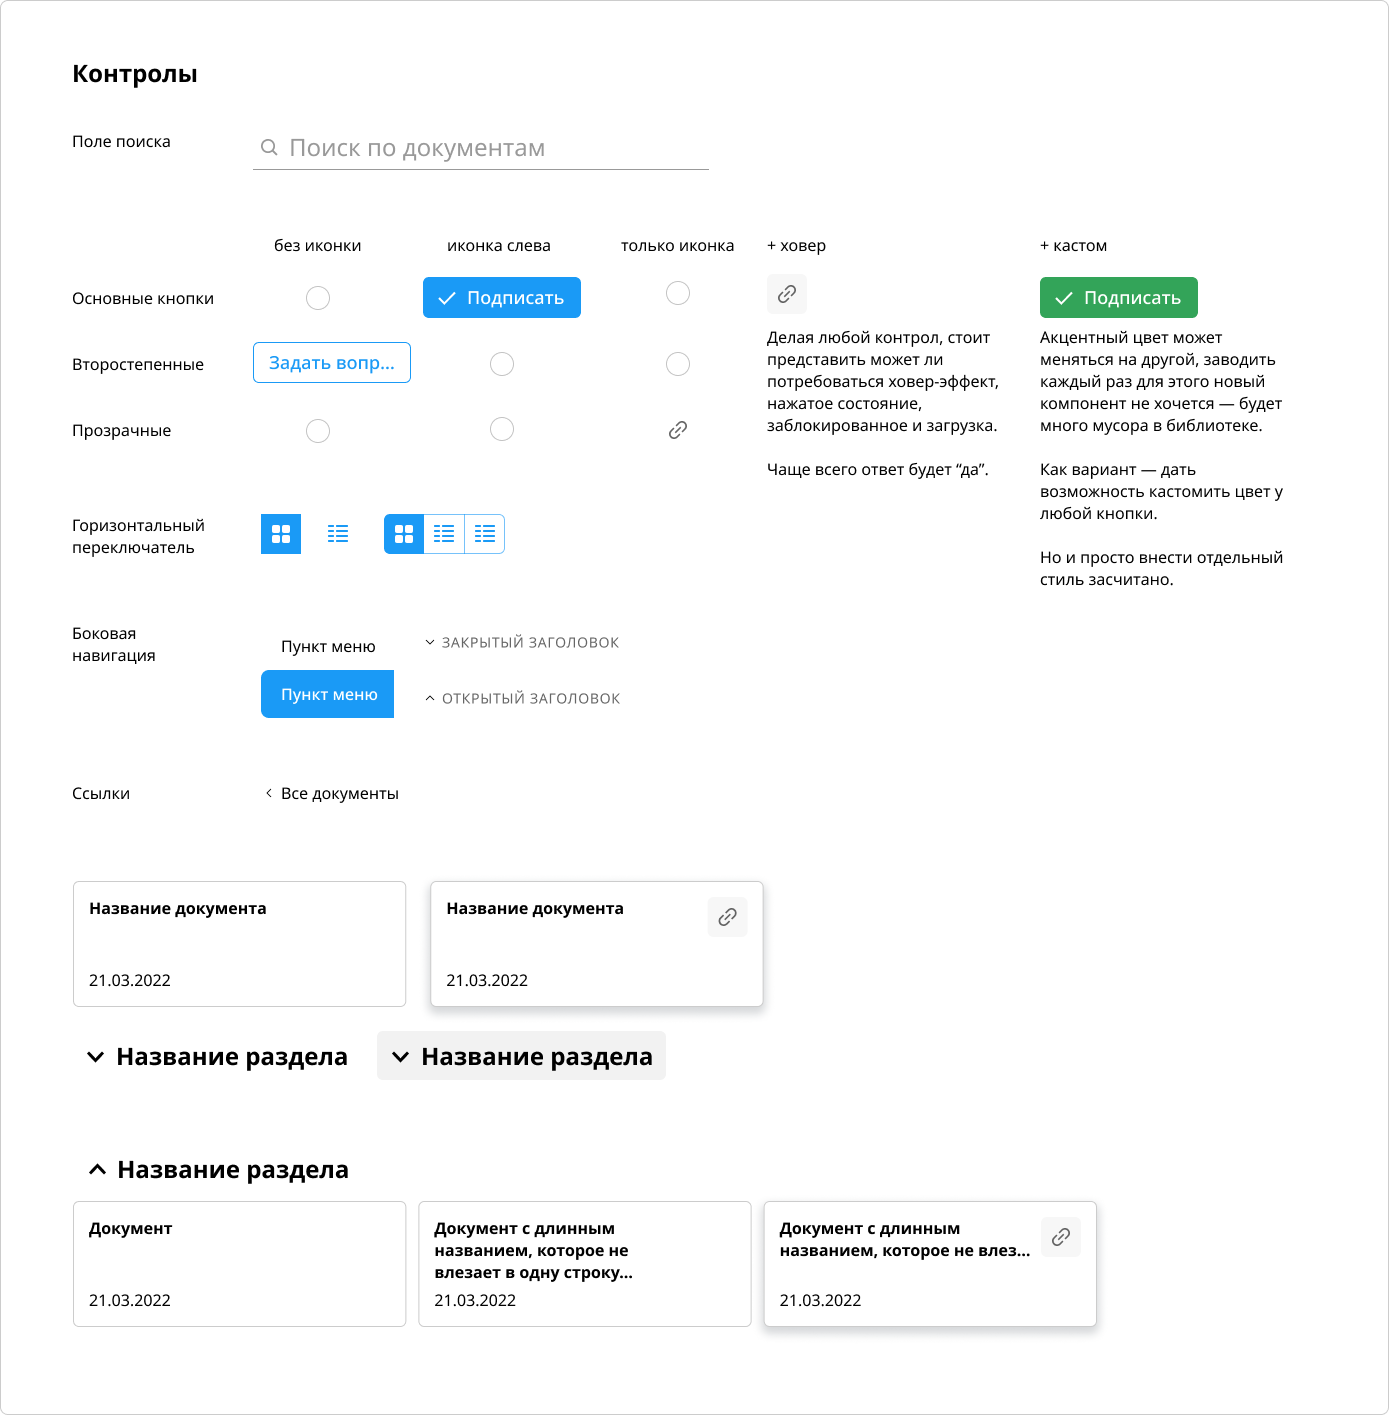 Контролы
Поле поиска
Поиск по документам
без иконки
иконка слева
только иконка
+ ховер
+ кастом
Основные кнопки
Подписать
Подписать
Второстепенные
Задать вопр...
Прозрачные
Делая любой контрол, стоит
представить может ли
потребоваться ховер-эффект,
нажатое состояние,
заблокированное и загрузка.
Чаще всего ответ будет “да”.
Акцентный цвет может
меняться на другой, заводить
каждый раз для этого новый
компонент не хочется — будет
много мусора в библиотеке.
Как вариант — дать
возможность кастомить цвет у
любой кнопки.
Но и просто внести отдельный
стиль засчитано.
Горизонтальный
переключатель
Боковая
навигация
Пункт меню
Пункт меню
ЗАКРЫТЫЙ ЗАГОЛОВОК
ОТКРЫТЫЙ ЗАГОЛОВОК
Ссылки
Все документы
Название документа
21.03.2022
Название документа
21.03.2022
Название раздела
Название раздела
Название раздела
Документ
21.03.2022
Документ с длинным
названием, которое не
влезает в одну строку...
21.03.2022
Документ с длинным
названием, которое не влез...
21.03.2022